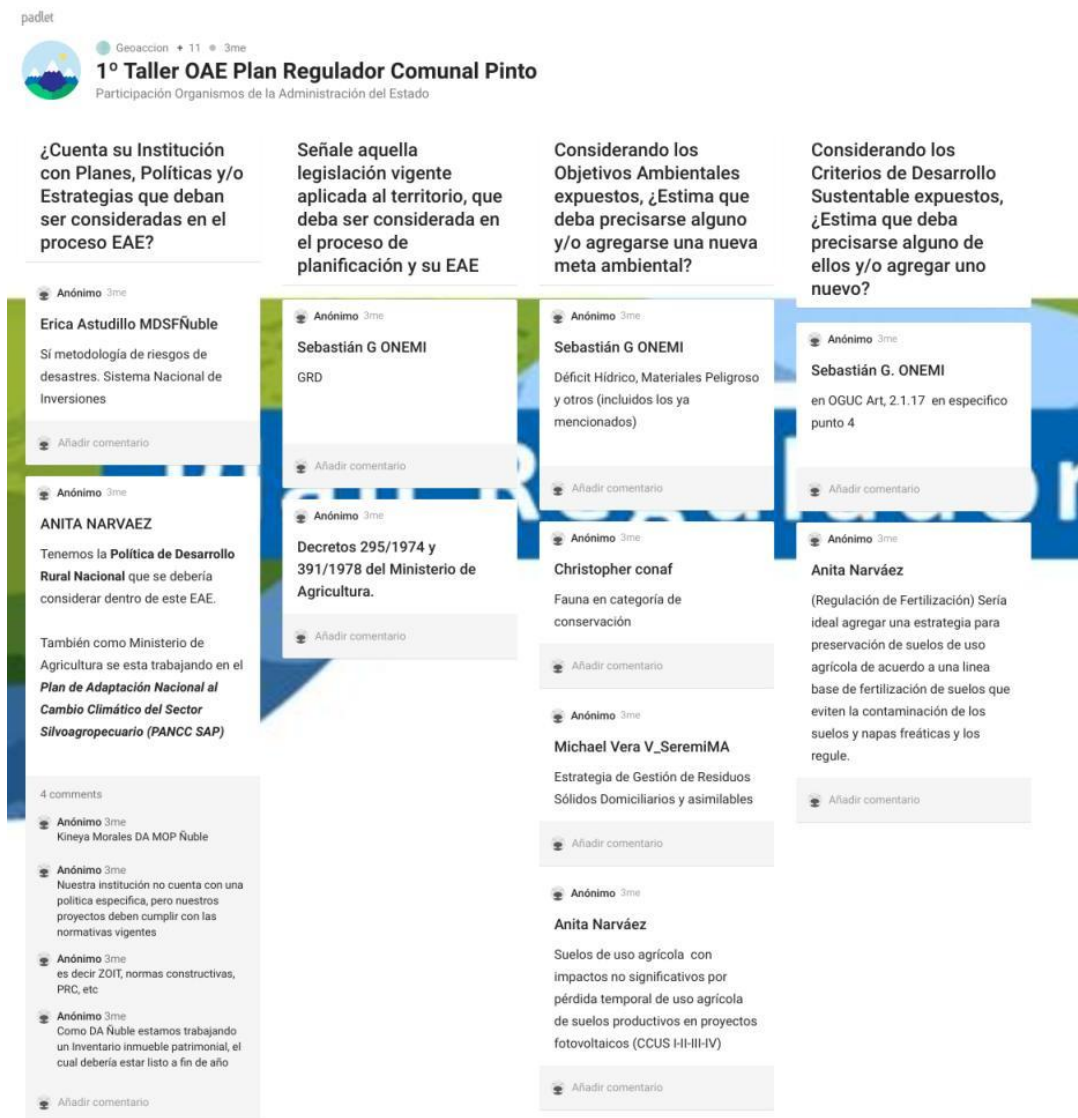 padlet
Geoaccion + 11 • 3me
1º Taller OAE Plan Regulador Comunal Pinto
Participación Organismos de la Administración del Estado
¿Cuenta su Institución
con Planes, Políticas y/o
Estrategias que deban
ser consideradas en el
proceso EAE?
Anónimo 3me
Erica Astudillo MDSFÑuble
Sí metodología de riesgos de
desastres. Sistema Nacional de
Inversiones
Añadir comentario
Anónimo 3me
ANITA NARVAEZ
Tenemos la Política de Desarrollo
Rural Nacional que se debería
considerar dentro de este EAE.
También como Ministerio de
Agricultura se esta trabajando en el
Plan de Adaptación Nacional al
Cambio Climático del Sector
Silvoagropecuario (PANCC SAP)
4 comments
Anónimo 3me
Kineya Morales DA MOP Ñuble
Anónimo 3me
Nuestra institución no cuenta con una
politica especifica, pero nuestros
proyectos deben cumplir con las
normativas vigentes
Anónimo 3me
es decir ZOIT, normas constructivas,
PRC, etc
Anónimo 3me
Como DA Ñuble estamos trabajando
un Inventario inmueble patrimonial, el
cual debería estar listo a fin de año
Añadir comentario
Señale aquella
legislación vigente
aplicada al territorio, que
deba ser considerada en
el proceso de
planificación y su EAE
Anónimo 3me
Sebastián G ONEMI
GRD
Añadir comentario
Anónimo 3me
Decretos 295/1974 y
391/1978 del Ministerio de
Agricultura.
Añadir comentario
Considerando los
Objetivos Ambientales
expuestos, ¿Estima que
deba precisarse alguno
y/o agregarse una nueva
meta ambiental?
Anónimo 3me
Sebastián G ONEMI
Déficit Hídrico, Materiales Peligroso
y otros (incluidos los ya
mencionados)
Añadir comentario
Anónimo 3me
Christopher conaf
Fauna en categoría de
conservación
Añadir comentario
Anónimo 3me
Michael Vera V_SeremiMA
Estrategia de Gestión de Residuos
Sólidos Domiciliarios y asimilables
Añadir comentario
Anónimo 3me
Anita Narváez
Suelos de uso agrícola con
impactos no significativos por
pérdida temporal de uso agrícola
de suelos productivos en proyectos
fotovoltaicos (CCUS I-II-III-IV)
Añadir comentario
Considerando los
Criterios de Desarrollo
Sustentable expuestos,
¿Estima que deba
precisarse alguno de
ellos y/o agregar uno
nuevo?
Anónimo 3me
Sebastián G. ONEMI
en OGUC Art, 2.1.17 en especifico
punto 4
Añadir comentario
Anónimo 3me
Anita Narváez
(Regulación de Fertilización) Sería
ideal agregar una estrategia para
preservación de suelos de uso
agrícola de acuerdo a una linea
base de fertilización de suelos que
eviten la contaminación de los
suelos y napas freáticas y los
regule.
Añadir comentario